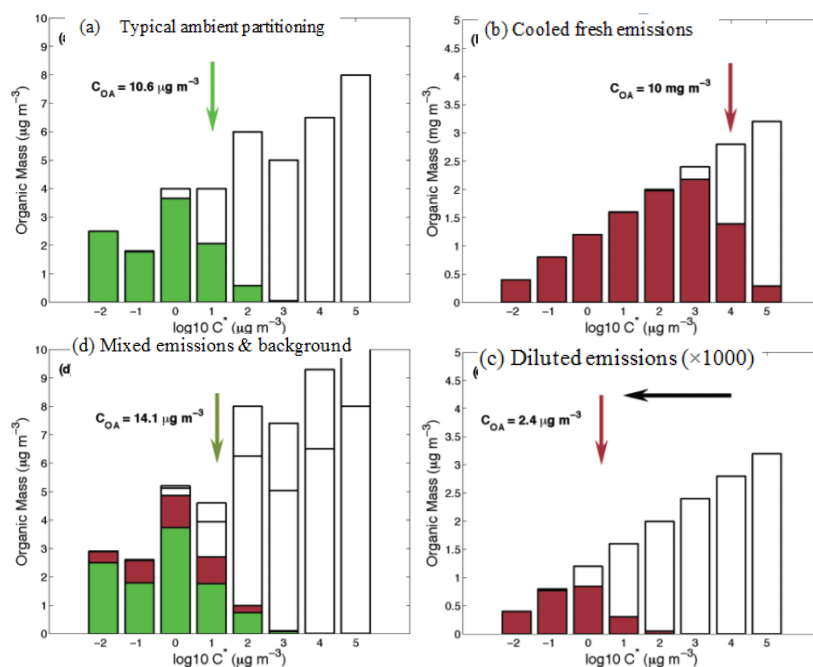 (a) Typical ambient partitioning
C_OA = 10.6 μg m⁻³
Organic Mass (μg m⁻³)
10
9
8
7
6
5
4
3
2
1
0
−2 −1 0 1 2 3 4 5
log10 C* (μg m⁻³)
(b) Cooled fresh emissions
C_OA = 10 mg m⁻³
Organic Mass (mg m⁻³)
5
4.5
4
3.5
3
2.5
2
1.5
1
0.5
0
−2 −1 0 1 2 3 4 5
log10 C* (μg m⁻³)
(d) Mixed emissions & background
(d
C_OA = 14.1 μg m⁻³
Organic Mass (μg m⁻³)
10
9
8
7
6
5
4
3
2
1
0
−2 −1 0 1 2 3 4 5
log10 C* (μg m⁻³)
(c) Diluted emissions (×1000)
C_OA = 2.4 μg m⁻³
Organic Mass (μg m⁻³)
5
4.5
4
3.5
3
2.5
2
1.5
1
0.5
0
−2 −1 0 1 2 3 4 5
log10 C* (μg m⁻³)